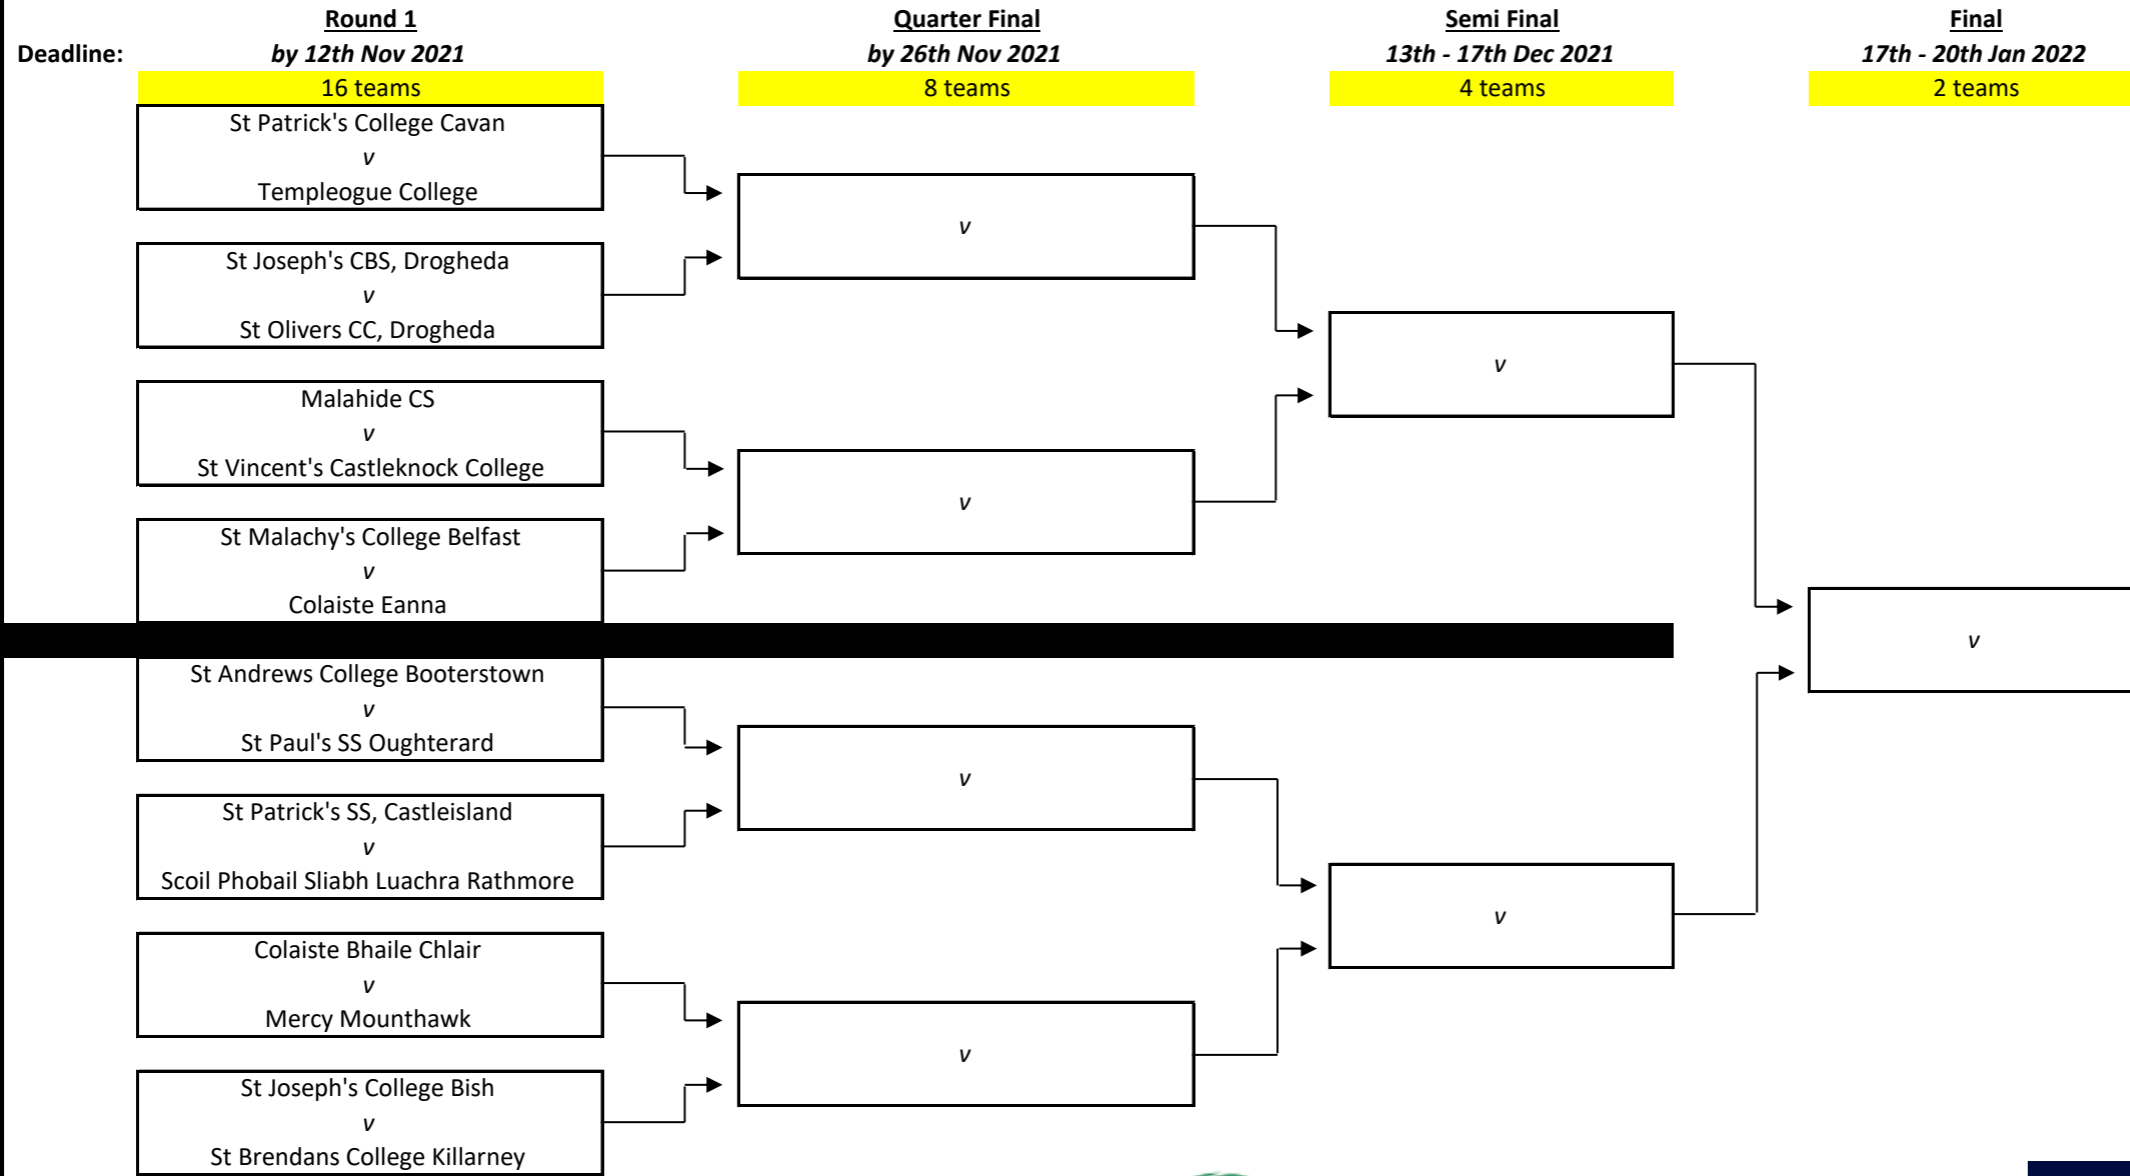 Round 1
Quarter Final
Semi Final
Final
Deadline:
by 12th Nov 2021
by 26th Nov 2021
13th - 17th Dec 2021
17th - 20th Jan 2022
16 teams
8 teams
4 teams
2 teams
St Patrick's College Cavan
v
Templeogue College
St Joseph's CBS, Drogheda
v
St Olivers CC, Drogheda
Malahide CS
v
St Vincent's Castleknock College
St Malachy's College Belfast
v
Colaiste Eanna
St Andrews College Booterstown
v
St Paul's SS Oughterard
St Patrick's SS, Castleisland
v
Scoil Phobail Sliabh Luachra Rathmore
Colaiste Bhaile Chlair
v
Mercy Mounthawk
St Joseph's College Bish
v
St Brendans College Killarney
v
v
v
v
v
v
v